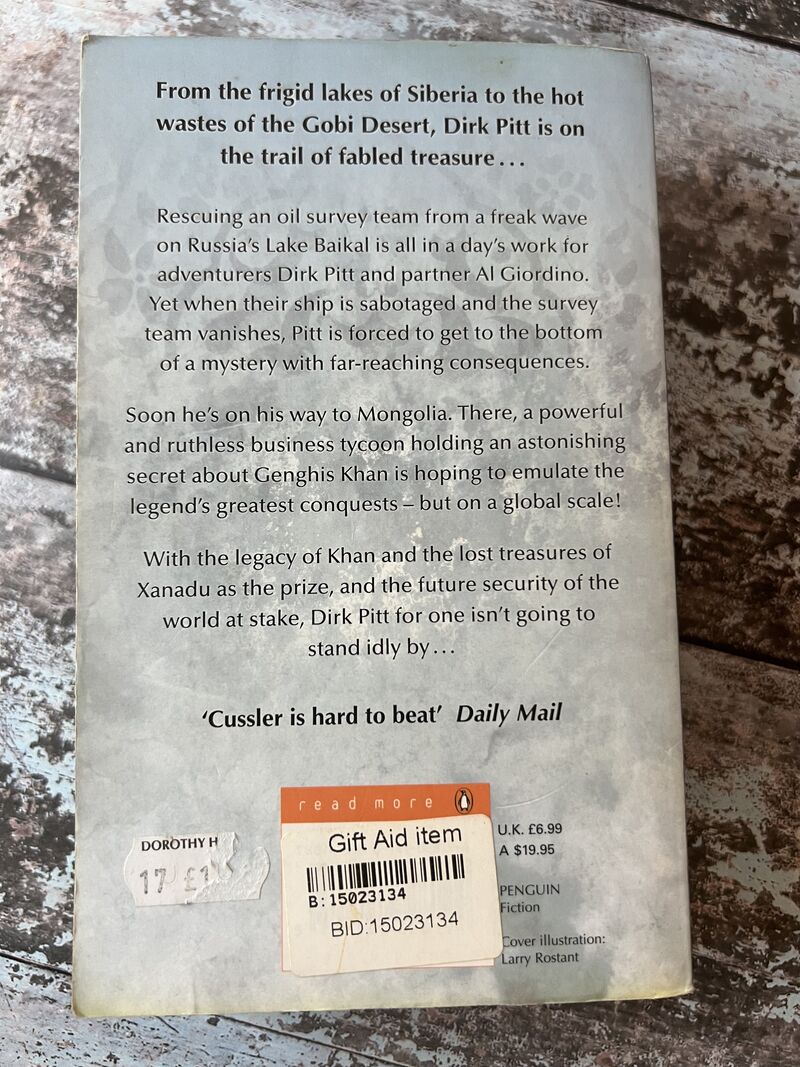 From the frigid lakes of Siberia to the hot
wastes of the Gobi Desert, Dirk Pitt is on
the trail of fabled treasure...
Rescuing an oil survey team from a freak wave
on Russia's Lake Baikal is all in a day's work for
adventurers Dirk Pitt and partner Al Giordino.
Yet when their ship is sabotaged and the survey
team vanishes, Pitt is forced to get to the bottom
of a mystery with far-reaching consequences.
Soon he's on his way to Mongolia. There, a powerful
and ruthless business tycoon holding an astonishing
secret about Genghis Khan is hoping to emulate the
legend's greatest conquests – but on a global scale!
With the legacy of Khan and the lost treasures of
Xanadu as the prize, and the future security of the
world at stake, Dirk Pitt for one isn't going to
stand idly by...
'Cussler is hard to beat' Daily Mail
read more
Gift Aid item
B:15023134
BID:15023134
DOROTHY H
17 £1
U.K. £6.99
A $19.95
PENGUIN
Fiction
Cover illustration:
Larry Rostant